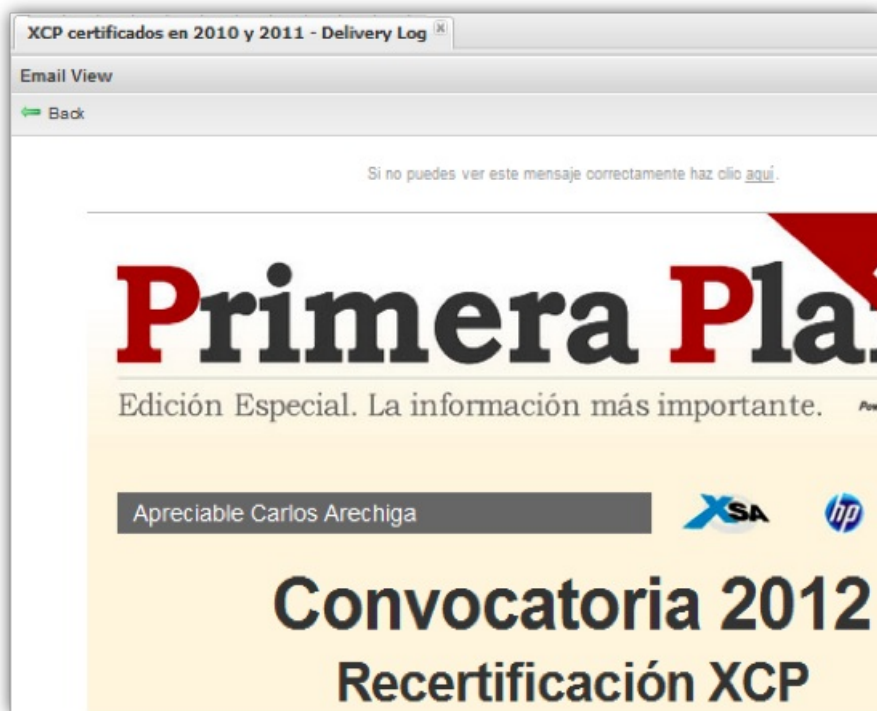 XCP certificados en 2010 y 2011 - Delivery Log
Email View
Back
Si no puedes ver este mensaje correctamente haz clic aquí.
Primera Pla
Edición Especial. La información más importante.
Apreciable Carlos Arechiga
XSA
hp
Convocatoria 2012
Recertificación XCP